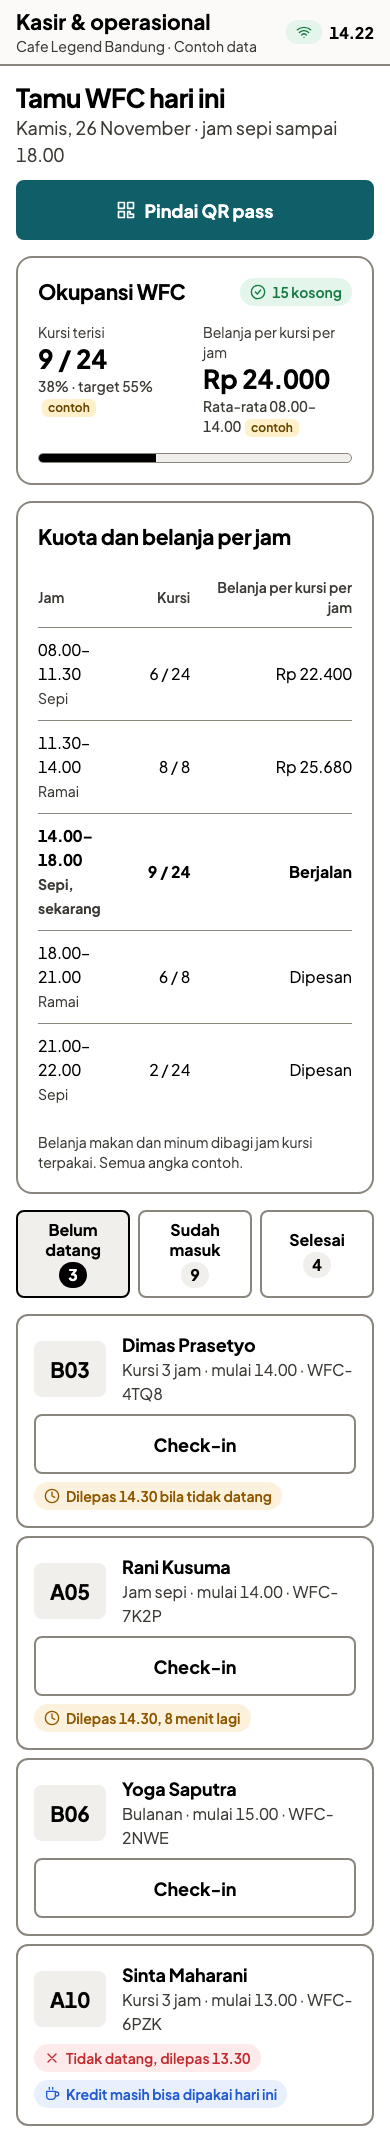 Kasir & operasional
Cafe Legend Bandung · Contoh data
14.22
Tamu WFC hari ini
Kamis, 26 November · jam sepi sampai
18.00
Pindai QR pass
Okupansi WFC
15 kosong
Kursi terisi
9 / 24
38% · target 55%
contoh
Belanja per kursi per
jam
Rp 24.000
Rata-rata 08.00–
14.00 contoh
Kuota dan belanja per jam
Jam Kursi Belanja per kursi per
jam
08.00–
11.30
Sepi
6 / 24
Rp 22.400
11.30–
14.00
Ramai
8 / 8
Rp 25.680
14.00–
18.00
Sepi,
sekarang
9 / 24
Berjalan
18.00–
21.00
Ramai
6 / 8
Dipesan
21.00–
22.00
Sepi
2 / 24
Dipesan
Belanja makan dan minum dibagi jam kursi
terpakai. Semua angka contoh.
Belum
datang
3
Sudah
masuk
9
Selesai
4
B03
Dimas Prasetyo
Kursi 3 jam · mulai 14.00 · WFC-
4TQ8
Check-in
Dilepas 14.30 bila tidak datang
A05
Rani Kusuma
Jam sepi · mulai 14.00 · WFC-
7K2P
Check-in
Dilepas 14.30, 8 menit lagi
B06
Yoga Saputra
Bulanan · mulai 15.00 · WFC-
2NWE
Check-in
A10
Sinta Maharani
Kursi 3 jam · mulai 13.00 · WFC-
6PZK
Tidak datang, dilepas 13.30
Kredit masih bisa dipakai hari ini